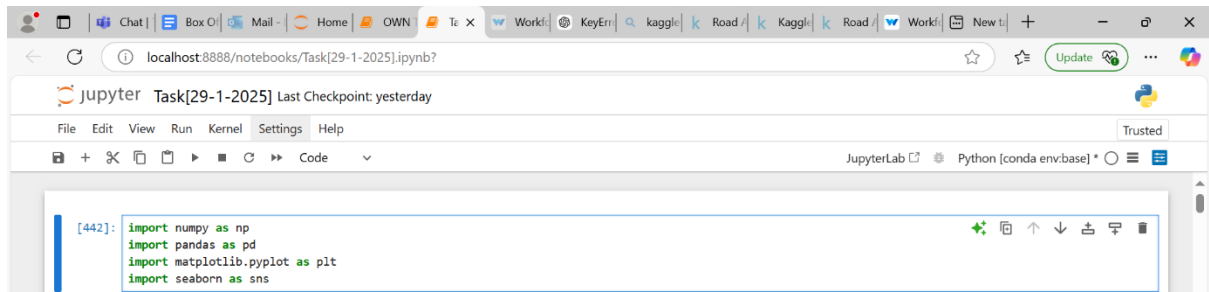 Chat |
Box Of
Mail -
Home
OWN
Workfo
KeyErr
kaggle
Road A
Kaggle
Road A
Workfo
New ta
localhost:8888/notebooks/Task[29-1-2025].ipynb?
Update
jupyter Task[29-1-2025] Last Checkpoint: yesterday
File Edit View Run Kernel Settings Help
Trusted
Code
JupyterLab
Python [conda env:base] *
[442]: import numpy as np
import pandas as pd
import matplotlib.pyplot as plt
import seaborn as sns